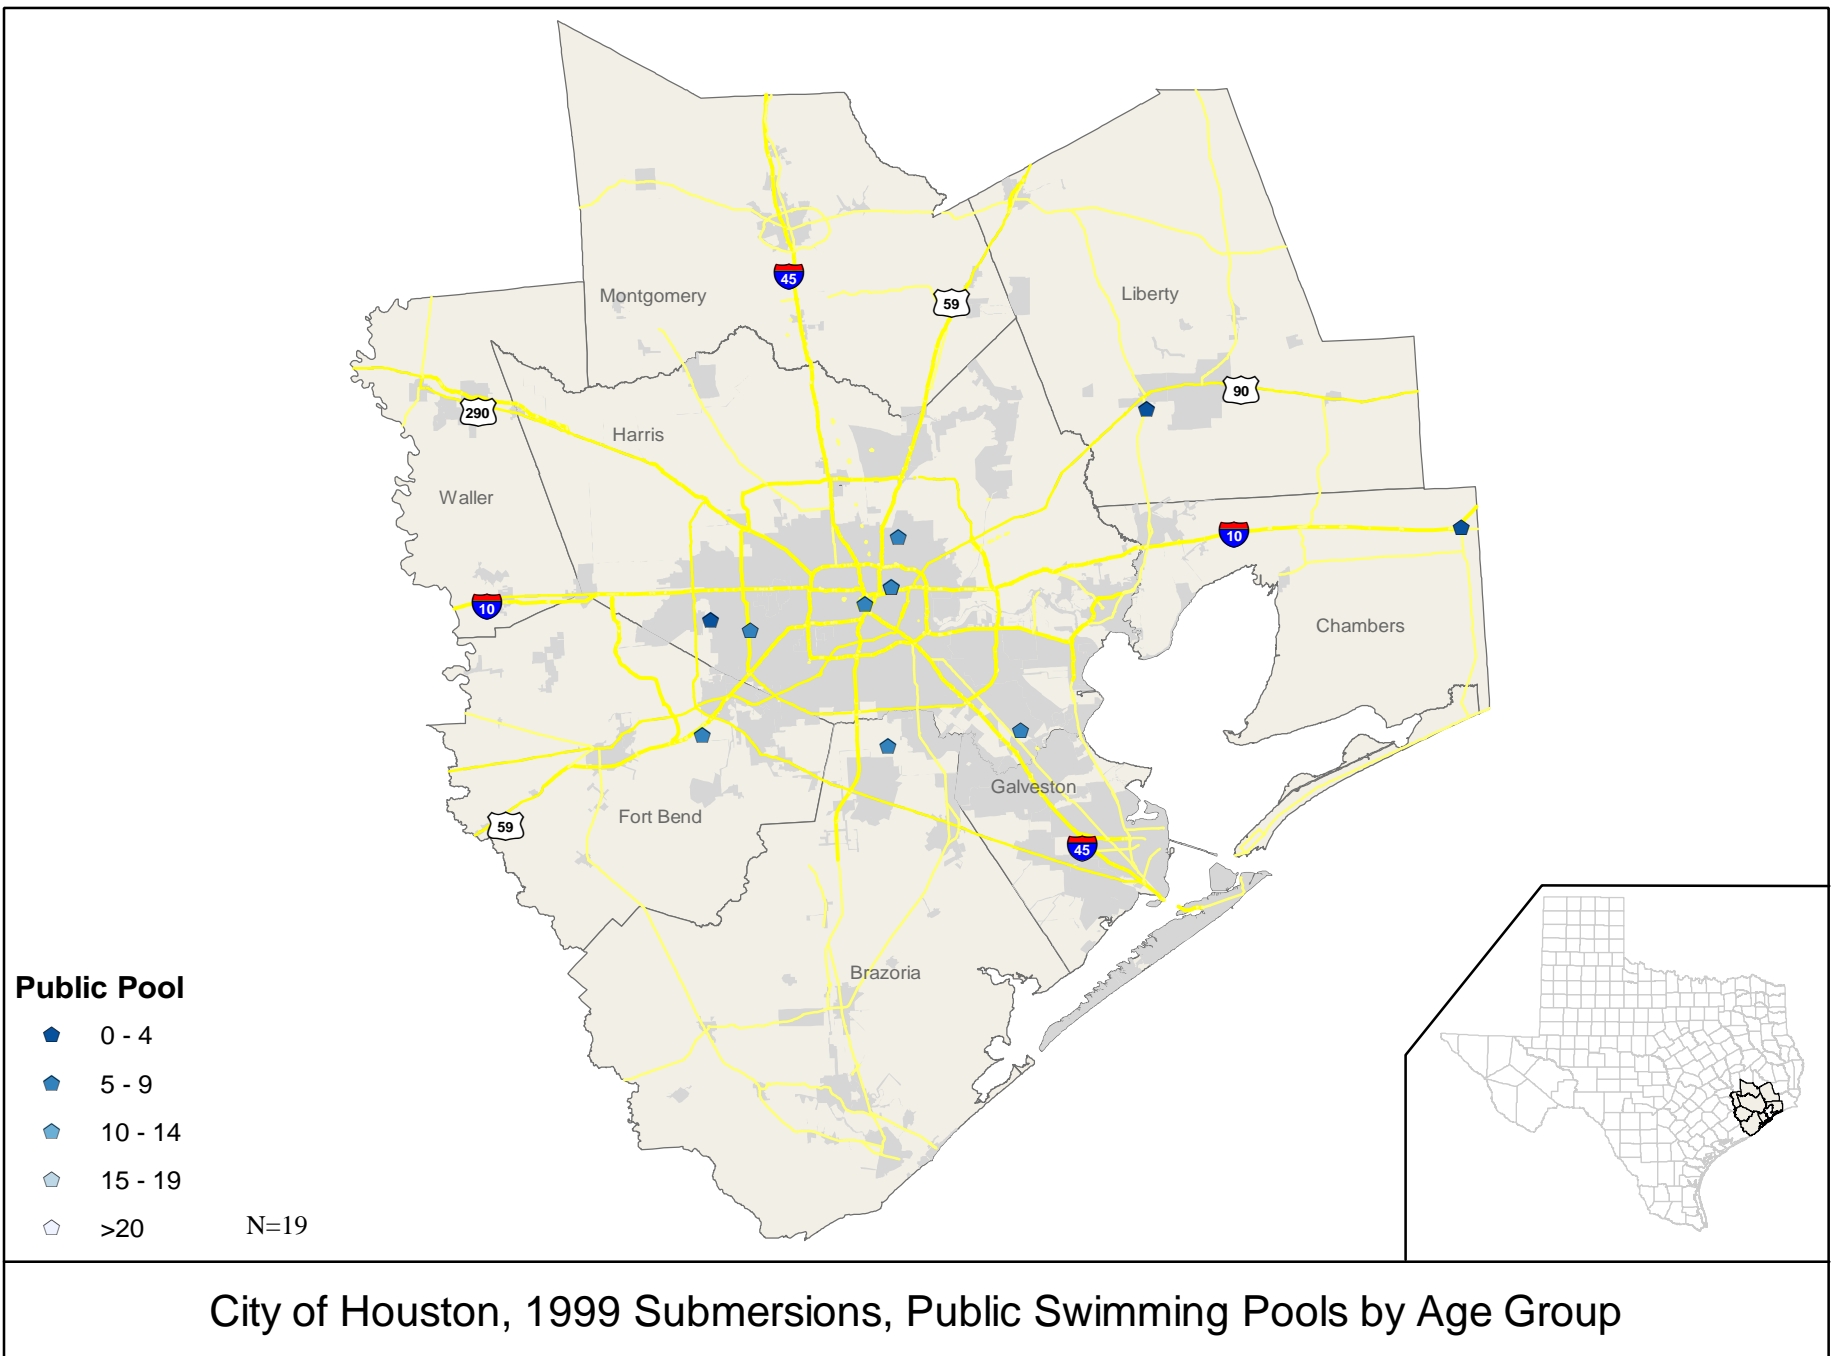 45
Montgomery
59
Liberty
290
90
Harris
Waller
10
10
Chambers
Galveston
Fort Bend
59
45
Brazoria
Public Pool
0 - 4
5 - 9
10 - 14
15 - 19
>20
N=19
City of Houston, 1999 Submersions, Public Swimming Pools by Age Group